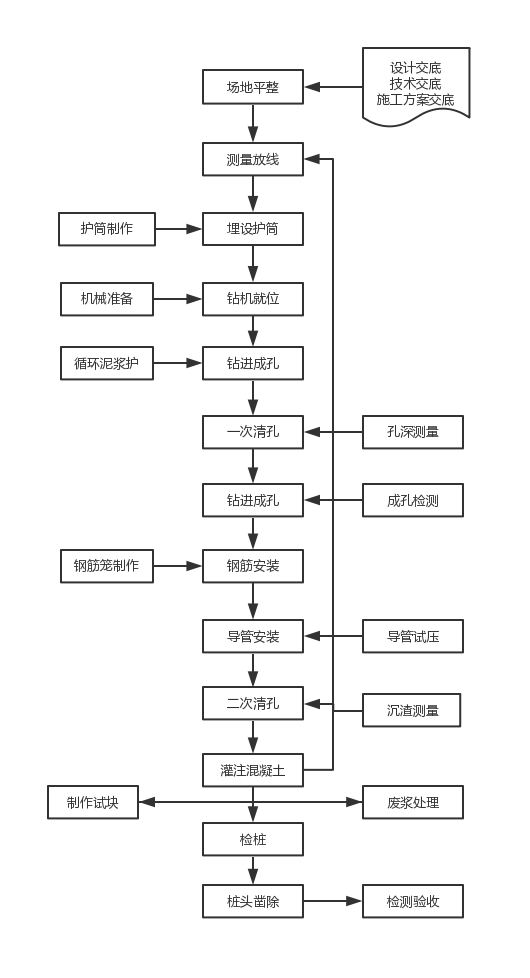 设计交底
技术交底
施工方案交底
场地平整
测量放线
护筒制作
埋设护筒
机械准备
钻机就位
循环泥浆护
钻进成孔
一次清孔
孔深测量
钻进成孔
成孔检测
钢筋笼制作
钢筋安装
导管安装
导管试压
二次清孔
沉渣测量
灌注混凝土
制作试块
废浆处理
检桩
桩头凿除
检测验收